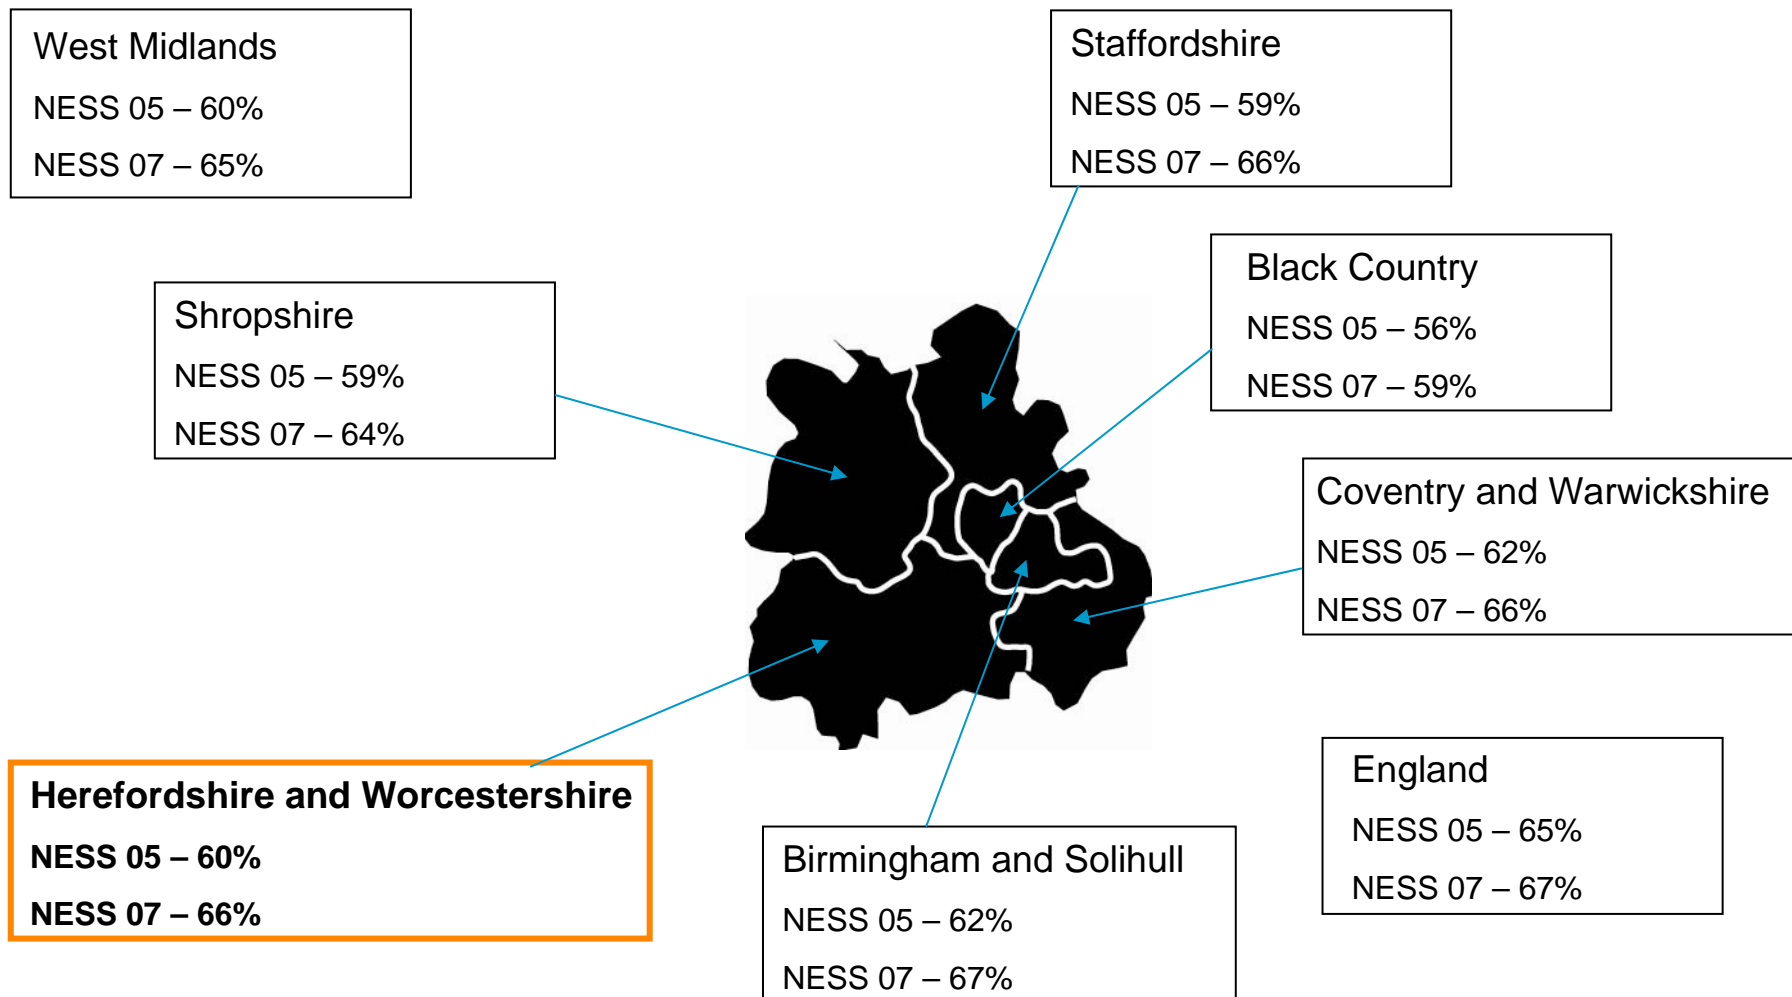 West Midlands
NESS 05 – 60%
NESS 07 – 65%
Staffordshire
NESS 05 – 59%
NESS 07 – 66%
Black Country
NESS 05 – 56%
NESS 07 – 59%
Shropshire
NESS 05 – 59%
NESS 07 – 64%
Coventry and Warwickshire
NESS 05 – 62%
NESS 07 – 66%
Herefordshire and Worcestershire
NESS 05 – 60%
NESS 07 – 66%
Birmingham and Solihull
NESS 05 – 62%
NESS 07 – 67%
England
NESS 05 – 65%
NESS 07 – 67%